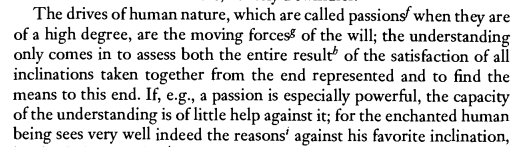 The drives of human nature, which are called passionsf when they are
of a high degree, are the moving forcesg of the will; the understanding
only comes in to assess both the entire resulth of the satisfaction of all
inclinations taken together from the end represented and to find the
means to this end. If, e.g., a passion is especially powerful, the capacity
of the understanding is of little help against it; for the enchanted human
being sees very well indeed the reasonsi against his favorite inclination,